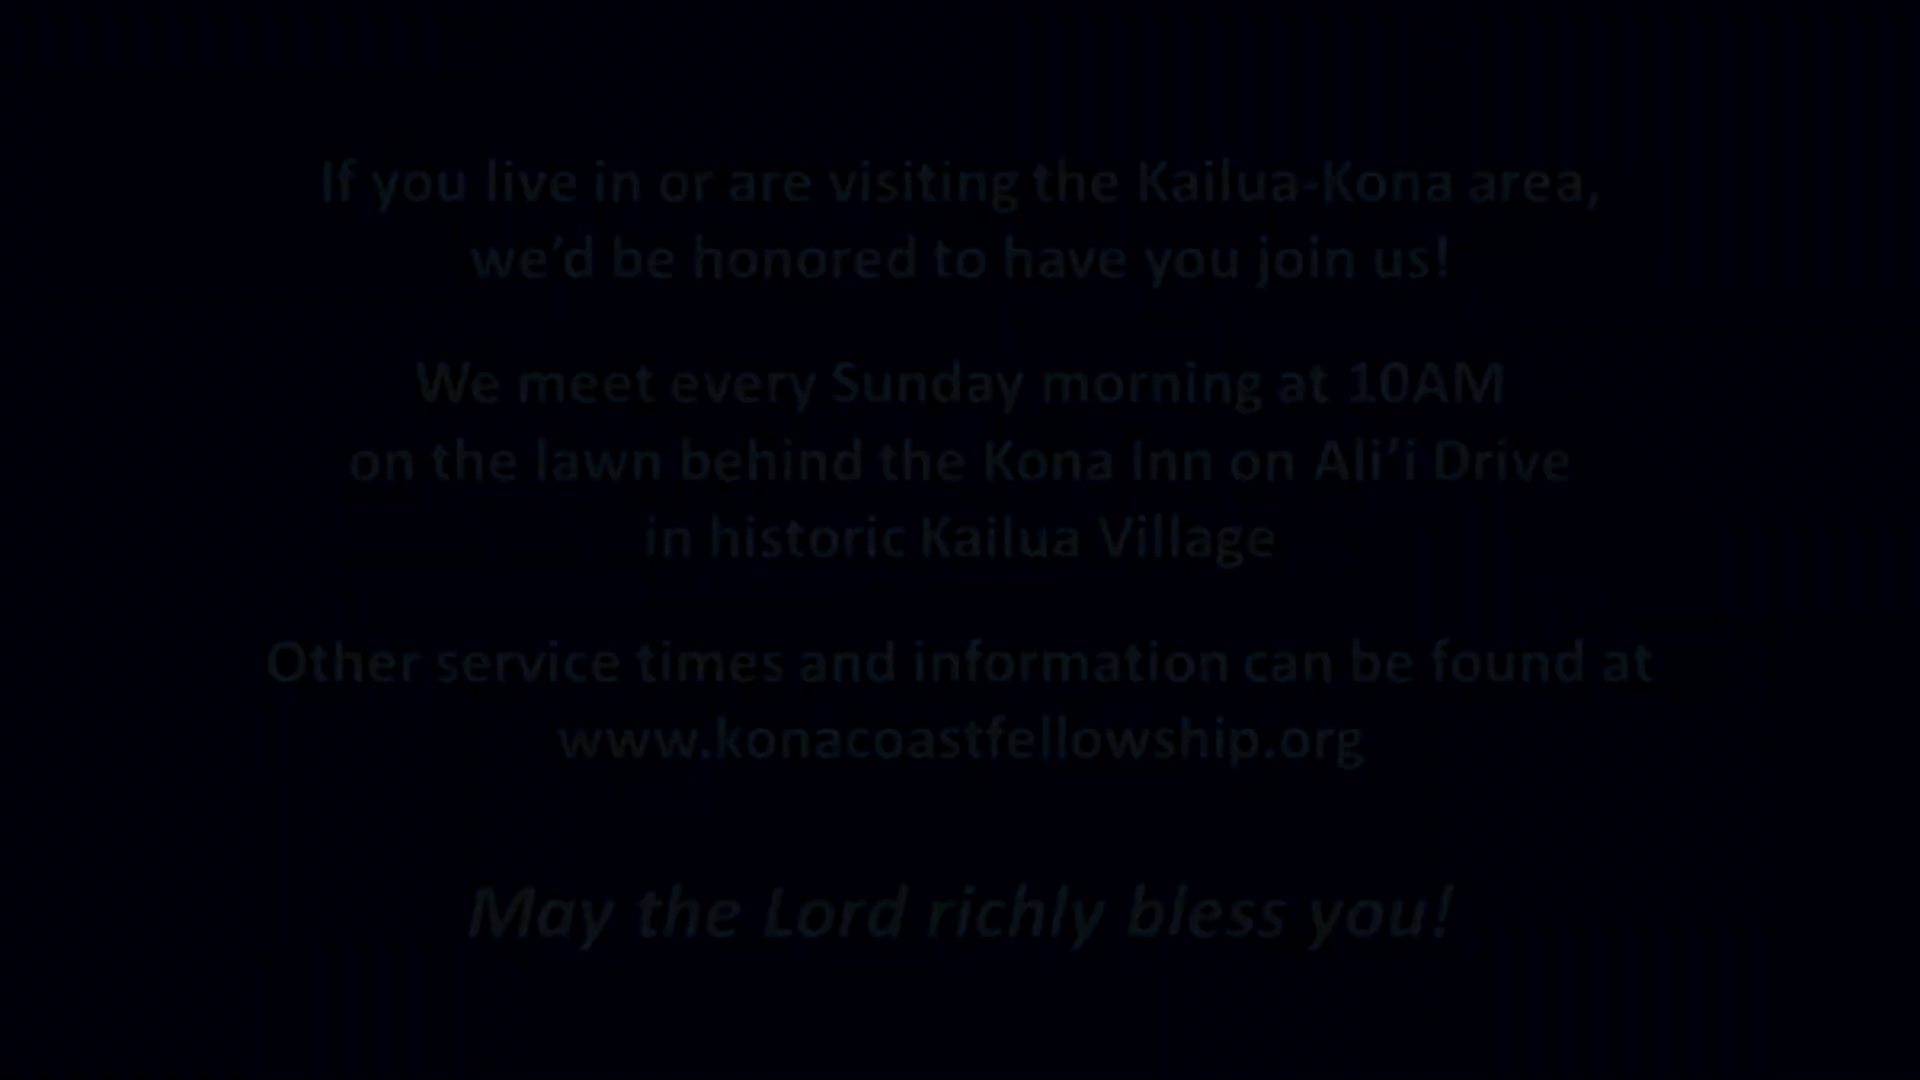 If you live in or are visiting the Kailua-Kona area,
we’d be honored to have you join us!
We meet every Sunday morning at 10AM
on the lawn behind the Kona Inn on Ali’i Drive
in historic Kailua Village
Other service times and information can be found at
www.konacoastfellowship.org
May the Lord richly bless you!